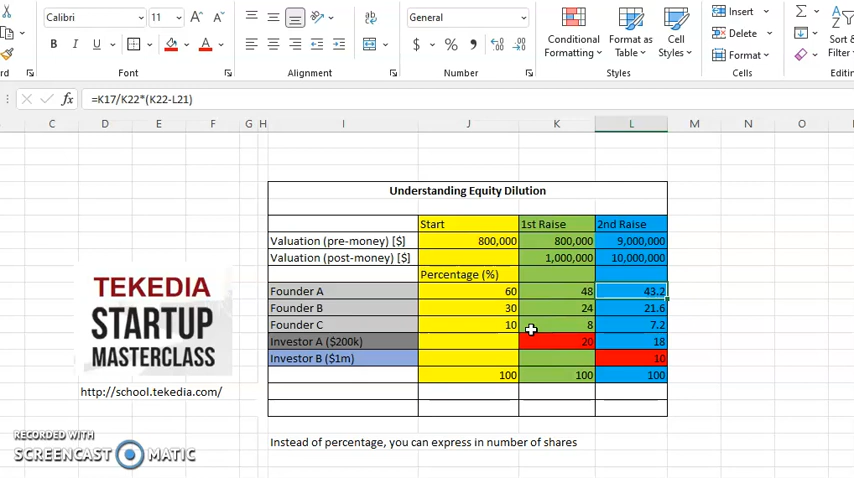 Calibri 11 A A General Insert Σ
B I U A $ % Conditional Format as Cell Delete Sort &
Formatting Table Styles Format
Font Alignment Number Styles Cells
fx =K17/K22*(K22-L21)
C D E F G H I J K L M N O
Understanding Equity Dilution
Start 1st Raise 2nd Raise
Valuation (pre-money) [$] 800,000 800,000 9,000,000
Valuation (post-money) [$] 1,000,000 10,000,000
Percentage (%)
Founder A 60 48 43.2
Founder B 30 24 21.6
Founder C 10 8 7.2
Investor A ($200k) 20 18
Investor B ($1m) 10
100 100 100
TEKEDIA
STARTUP
MASTERCLASS
http://school.tekedia.com/
Instead of percentage, you can express in number of shares
RECORDED WITH
SCREENCAST MATIC